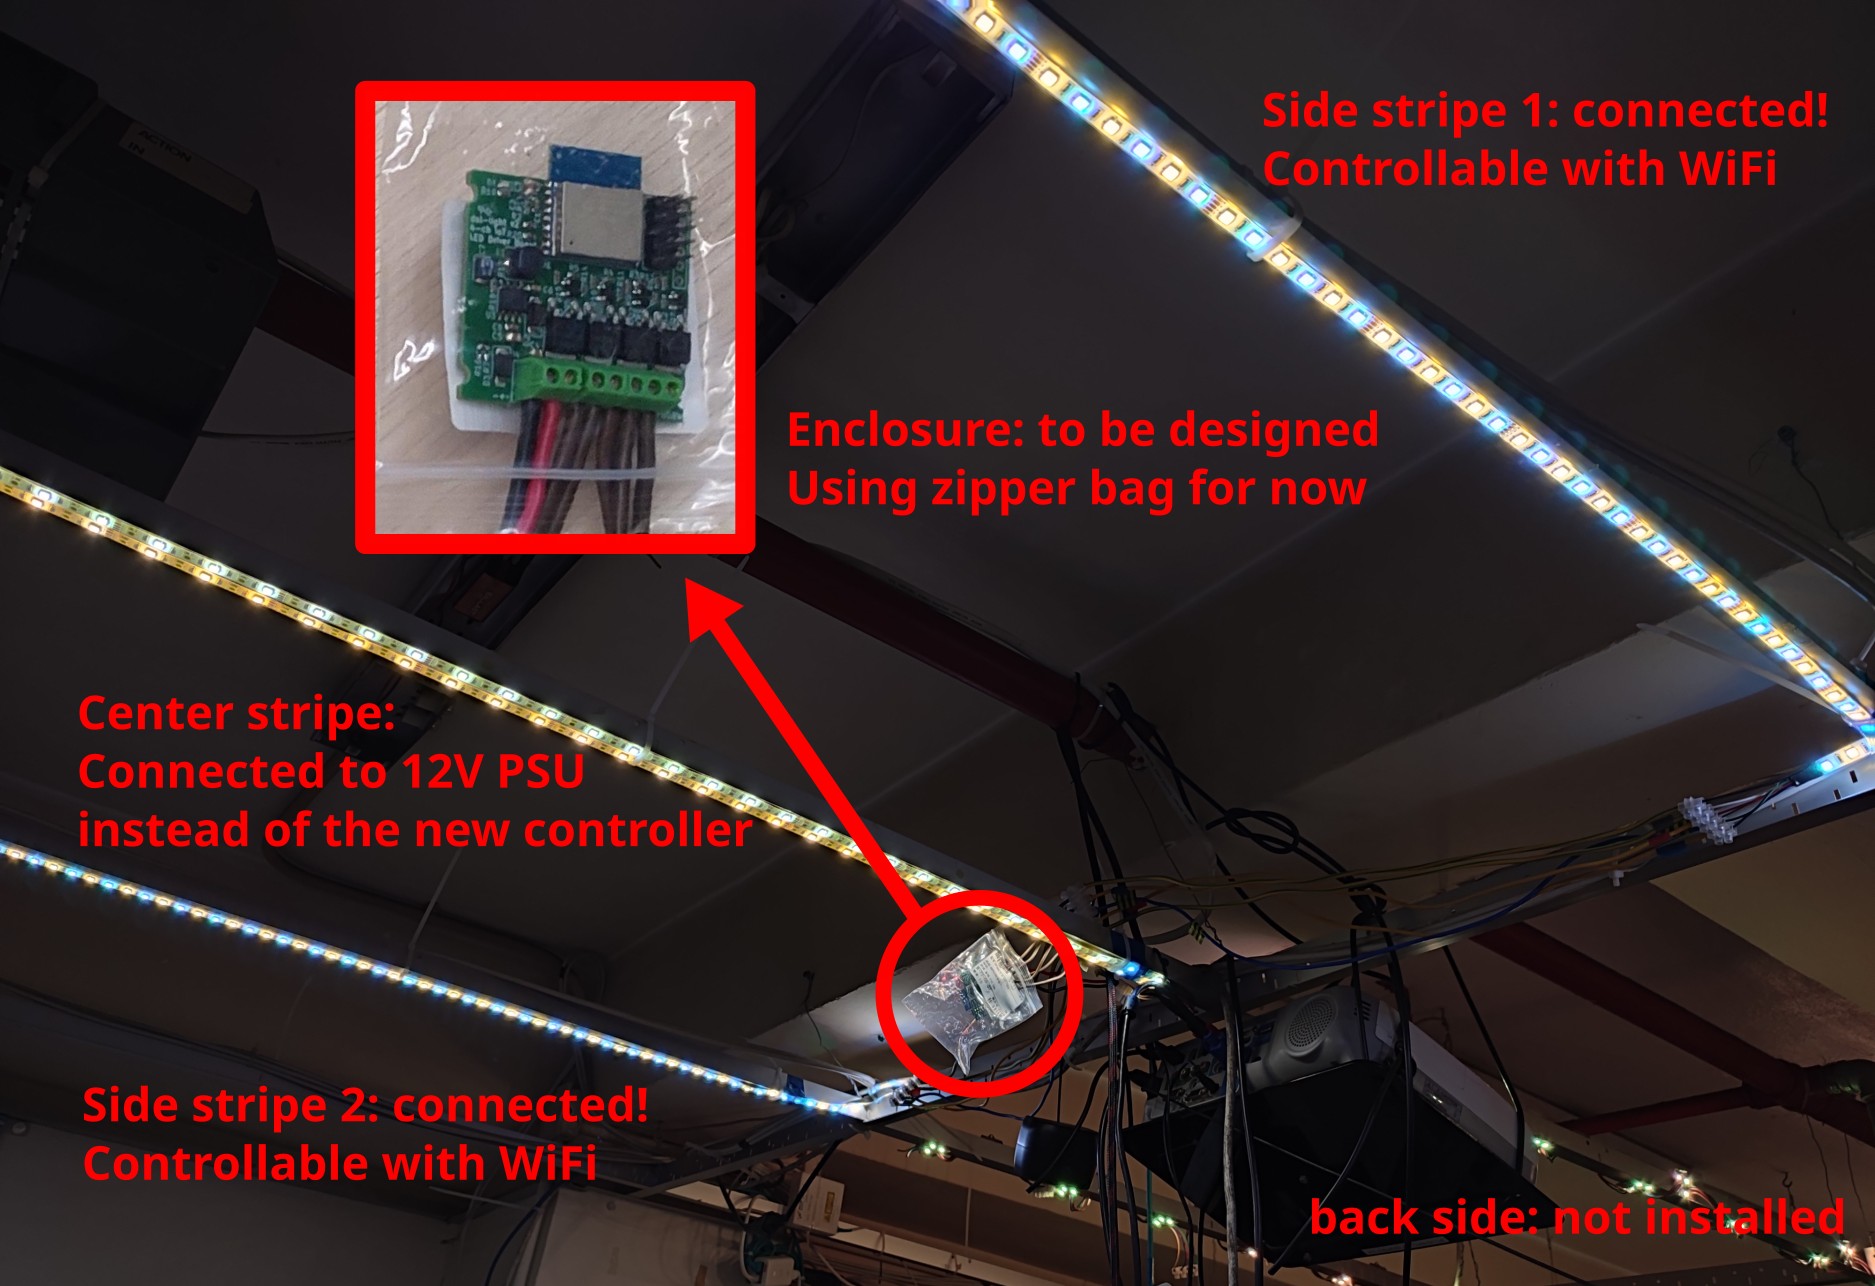 Side stripe 1: connected!
Controllable with WiFi
ACTION
IN
Enclosure: to be designed
Using zipper bag for now
Center stripe:
Connected to 12V PSU
instead of the new controller
Side stripe 2: connected!
Controllable with WiFi
back side: not installed